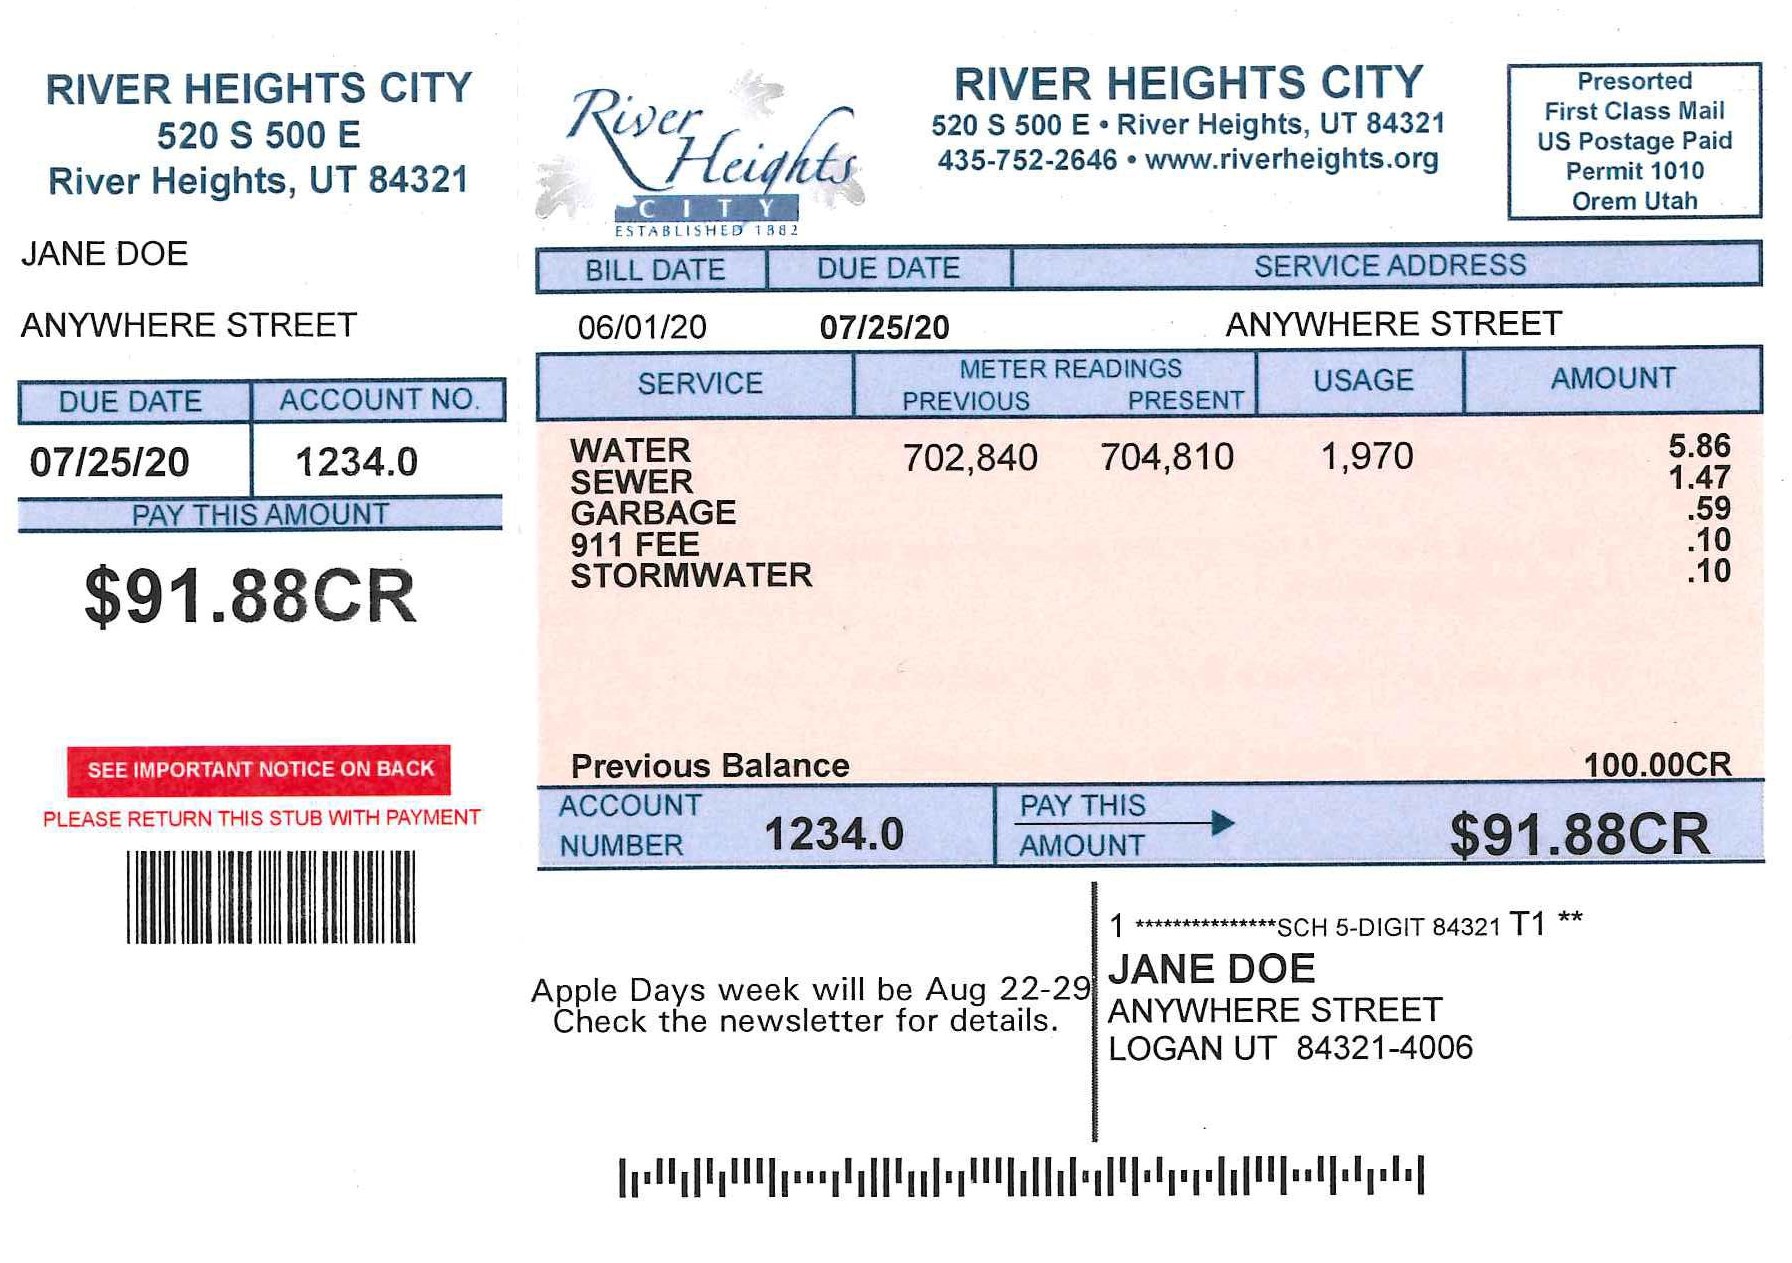 RIVER HEIGHTS CITY
520 S 500 E
River Heights, UT 84321
JANE DOE
ANYWHERE STREET
DUE DATE ACCOUNT NO.
07/25/20 1234.0
PAY THIS AMOUNT
$91.88CR
SEE IMPORTANT NOTICE ON BACK
PLEASE RETURN THIS STUB WITH PAYMENT
River
Heights
CITY
ESTABLISHED 1882
RIVER HEIGHTS CITY
520 S 500 E • River Heights, UT 84321
435-752-2646 • www.riverheights.org
Presorted
First Class Mail
US Postage Paid
Permit 1010
Orem Utah
BILL DATE DUE DATE SERVICE ADDRESS
06/01/20 07/25/20 ANYWHERE STREET
SERVICE METER READINGS USAGE AMOUNT
PREVIOUS PRESENT
WATER 702,840 704,810 1,970 5.86
SEWER 1.47
GARBAGE .59
911 FEE .10
STORMWATER .10
Previous Balance 100.00CR
ACCOUNT NUMBER 1234.0 PAY THIS AMOUNT $91.88CR
Apple Days week will be Aug 22-29
Check the newsletter for details.
1 ***************SCH 5-DIGIT 84321 T1 **
JANE DOE
ANYWHERE STREET
LOGAN UT 84321-4006